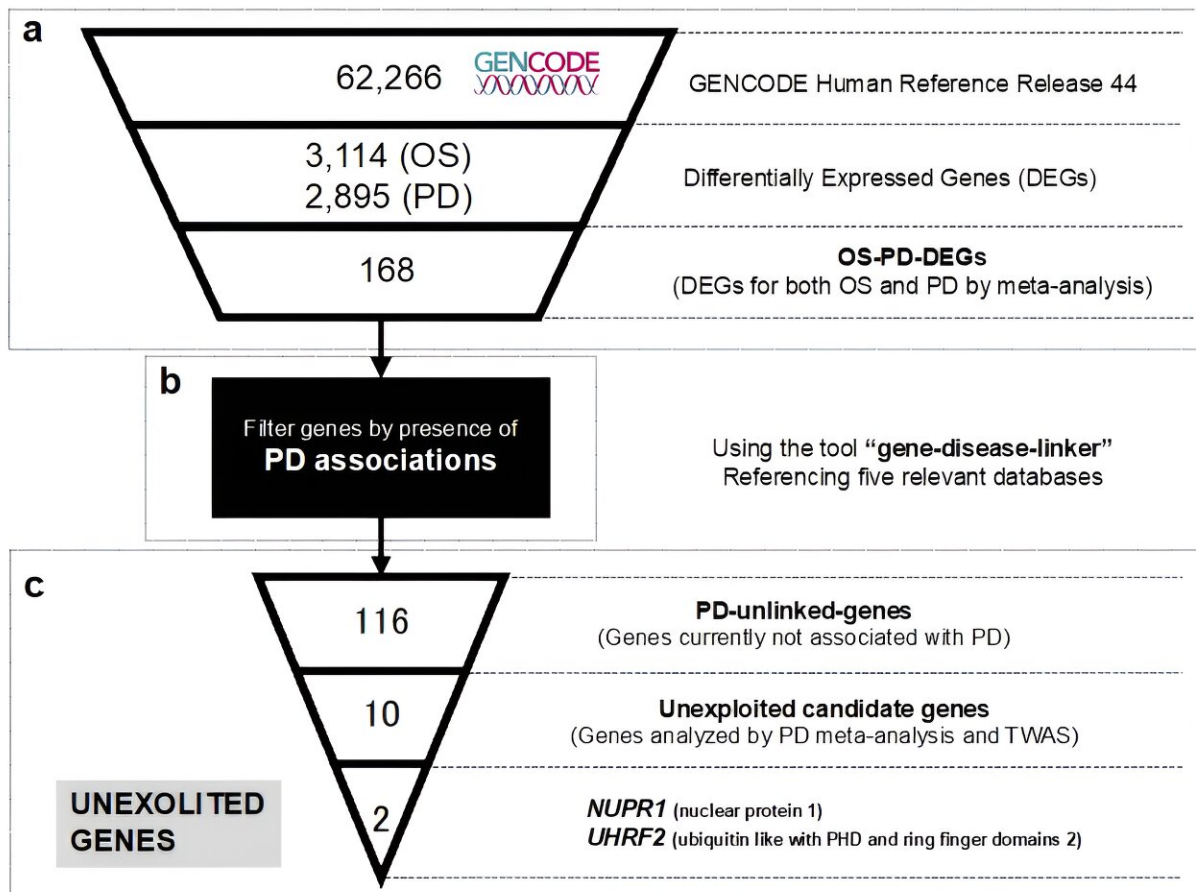 a
62,266
GENCODE
GENCODE Human Reference Release 44
3,114 (OS)
2,895 (PD)
Differentially Expressed Genes (DEGs)
168
OS-PD-DEGs
(DEGs for both OS and PD by meta-analysis)
b
Filter genes by presence of
PD associations
Using the tool “gene-disease-linker”
Referencing five relevant databases
c
116
PD-unlinked-genes
(Genes currently not associated with PD)
10
Unexploited candidate genes
(Genes analyzed by PD meta-analysis and TWAS)
UNEXOLITED
GENES
2
NUPR1 (nuclear protein 1)
UHRF2 (ubiquitin like with PHD and ring finger domains 2)